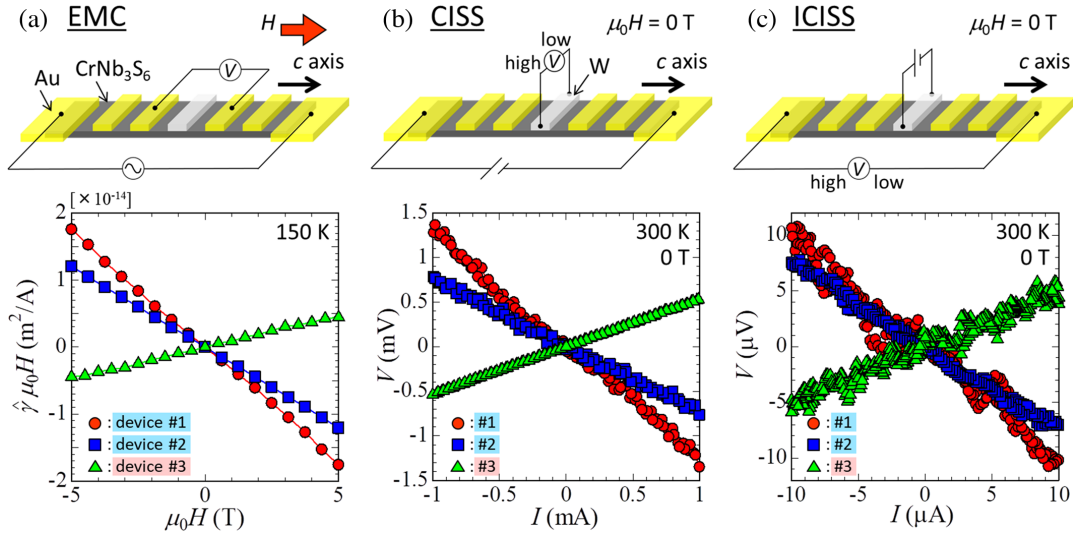 (a) EMC
H
c axis
V
CrNb₃S₆
Au
[× 10⁻¹⁴]
2
1
0
-1
-2
γ̂ μ₀H (m²/A)
150 K
: device #1
: device #2
: device #3
-5
0
5
μ₀H (T)
(b) CISS
μ₀H = 0 T
low
high V
W
c axis
1.5
1.0
0.5
0
-0.5
-1.0
-1.5
V (mV)
300 K
0 T
: #1
: #2
: #3
-1
-0.5
0
0.5
1
I (mA)
(c) ICISS
μ₀H = 0 T
c axis
high V low
10
5
0
-5
-10
V (μV)
300 K
0 T
: #1
: #2
: #3
-10
-5
0
5
10
I (μA)